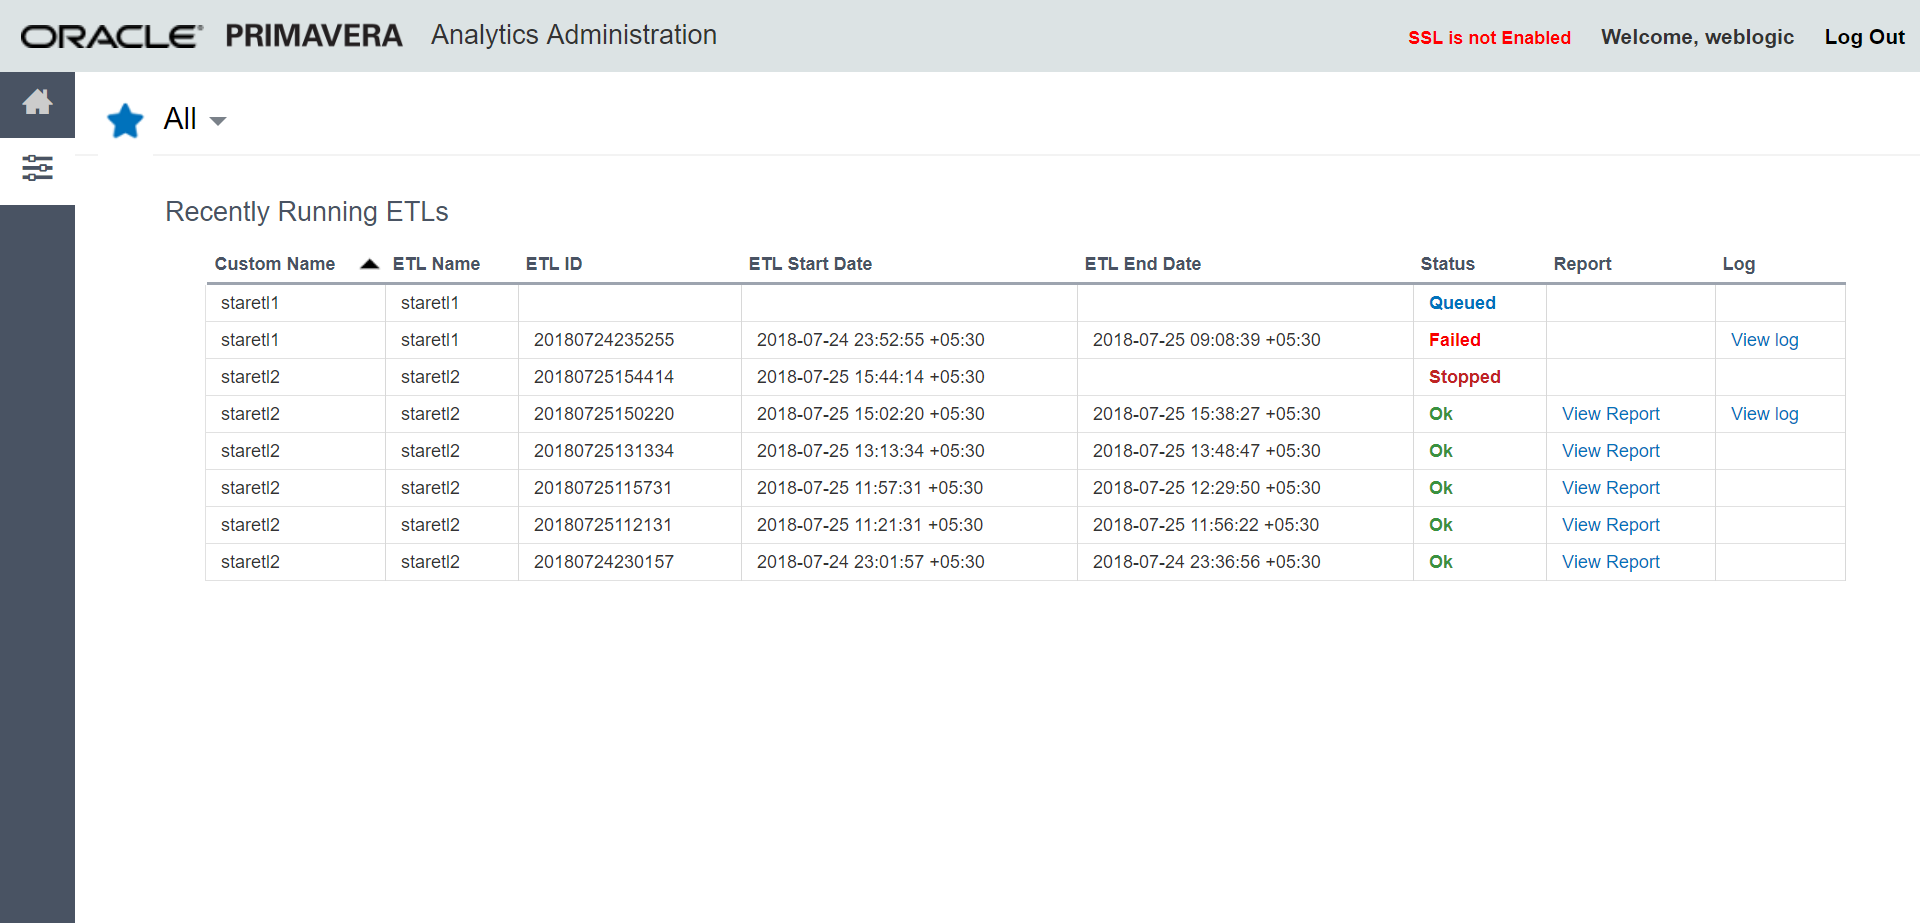 ORACLE® PRIMAVERA Analytics Administration SSL is not Enabled Welcome, weblogic Log Out
All
Recently Running ETLs
Custom Name ETL Name ETL ID ETL Start Date ETL End Date Status Report Log
staretl1 staretl1 Queued
staretl1 staretl1 20180724235255 2018-07-24 23:52:55 +05:30 2018-07-25 09:08:39 +05:30 Failed View log
staretl2 staretl2 20180725154414 2018-07-25 15:44:14 +05:30 Stopped
staretl2 staretl2 20180725150220 2018-07-25 15:02:20 +05:30 2018-07-25 15:38:27 +05:30 Ok View Report View log
staretl2 staretl2 20180725131334 2018-07-25 13:13:34 +05:30 2018-07-25 13:48:47 +05:30 Ok View Report
staretl2 staretl2 20180725115731 2018-07-25 11:57:31 +05:30 2018-07-25 12:29:50 +05:30 Ok View Report
staretl2 staretl2 20180725112131 2018-07-25 11:21:31 +05:30 2018-07-25 11:56:22 +05:30 Ok View Report
staretl2 staretl2 20180724230157 2018-07-24 23:01:57 +05:30 2018-07-24 23:36:56 +05:30 Ok View Report